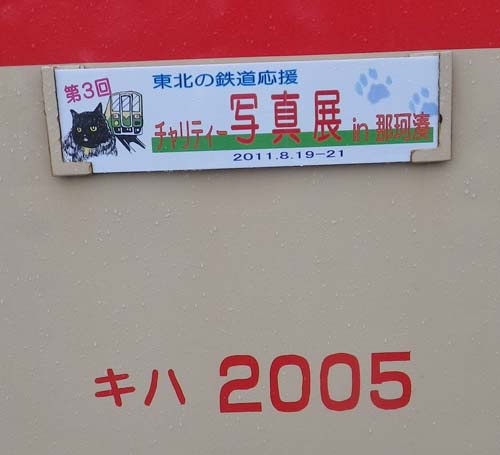 第3回
東北の鉄道応援
チャリティー写真展 in 那珂湊
2011.8.19-21
キハ 2005